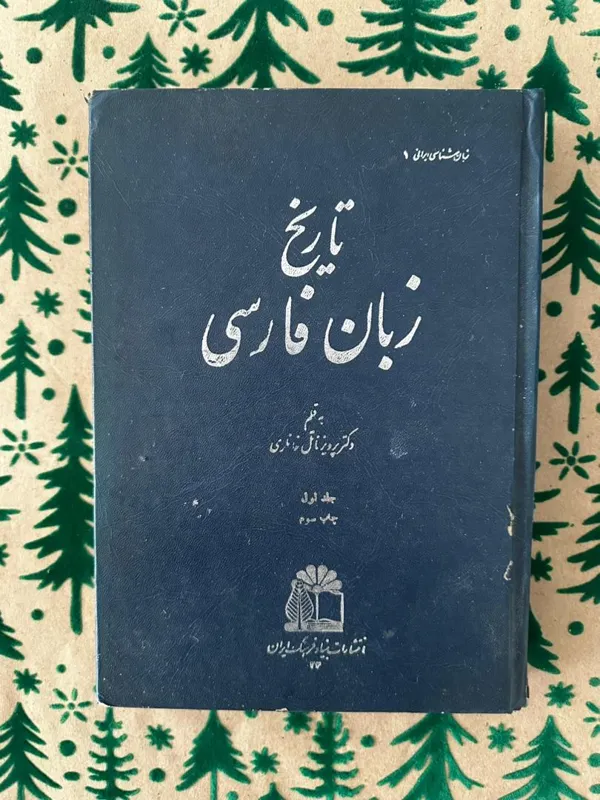 زبان‌شناسی ایرانی ۱
تاریخ
زبان فارسی
به قلم
دکتر پرویز ناتل خانلری
جلد اول
چاپ سوم
انتشارات بنیاد فرهنگ ایران